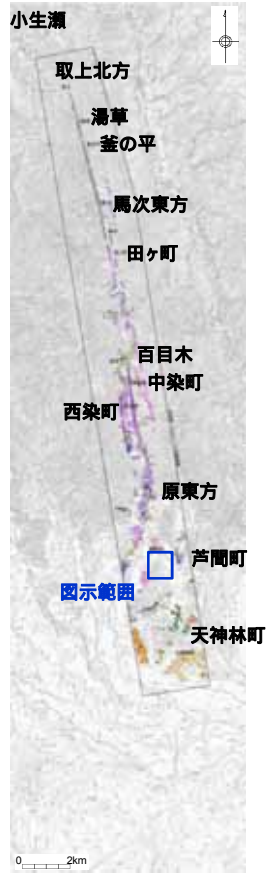 小生瀬
取上北方
湯草
釜の平
馬次東方
田ヶ町
百目木
中染町
西染町
原東方
芦間町
図示範囲
天神林町
0 2km